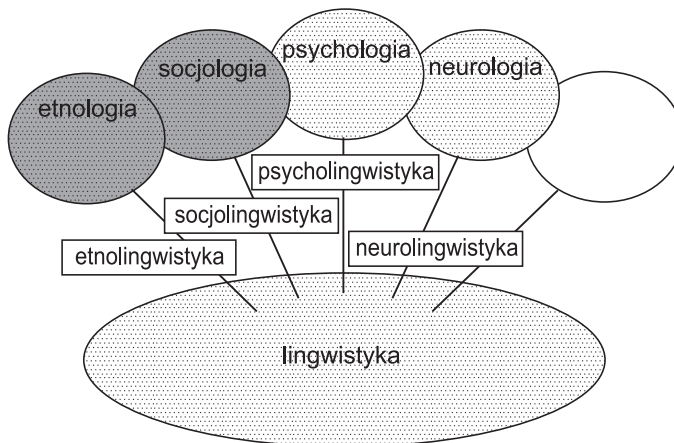 psychologia
socjologia
neurologia
etnologia
psycholingwistyka
socjolingwistyka
neurolingwistyka
etnolingwistyka
lingwistyka